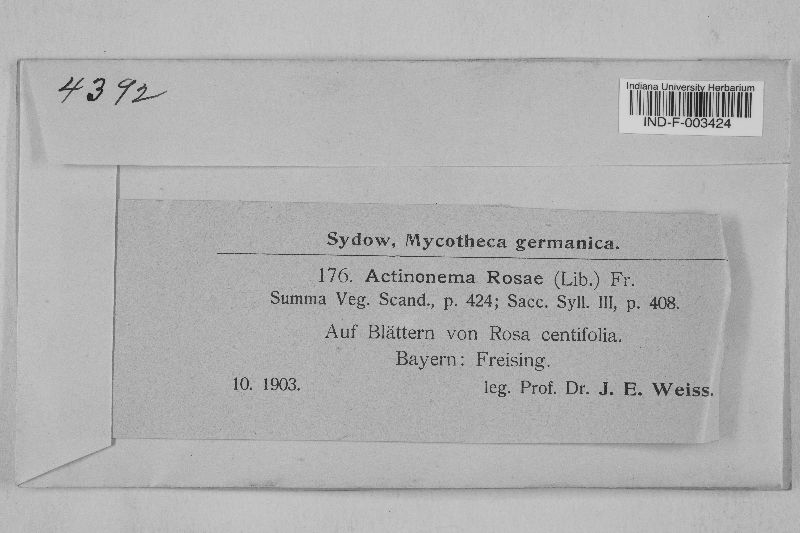 4392
Indiana University Herbarium
IND-F-003424
Sydow, Mycotheca germanica.
176. Actinonema Rosae (Lib.) Fr.
Summa Veg. Scand., p. 424; Sacc. Syll. III, p. 408.
Auf Blättern von Rosa centifolia.
Bayern: Freising.
10. 1903. leg. Prof. Dr. J. E. Weiss.